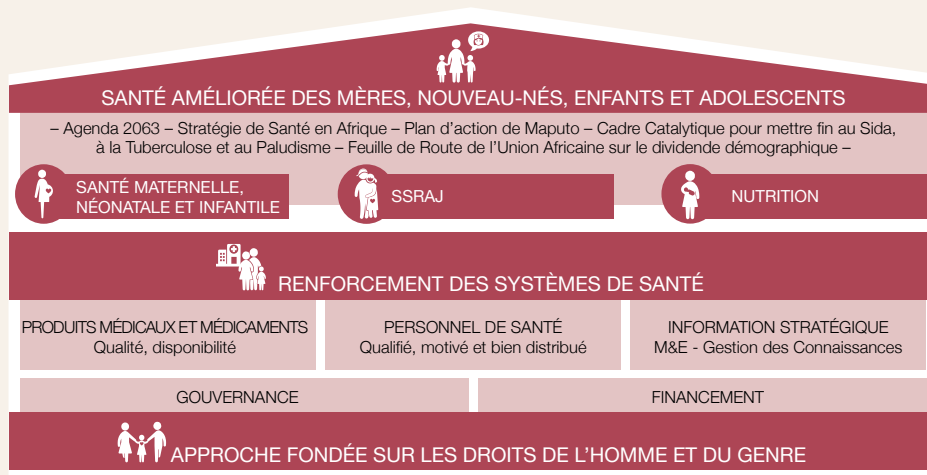 SANTÉ AMÉLIORÉE DES MÈRES, NOUVEAU-NÉS, ENFANTS ET ADOLESCENTS
– Agenda 2063 – Stratégie de Santé en Afrique – Plan d’action de Maputo – Cadre Catalytique pour mettre fin au Sida,
à la Tuberculose et au Paludisme – Feuille de Route de l’Union Africaine sur le dividende démographique –
SANTÉ MATERNELLE,
NÉONATALE ET INFANTILE
SSRAJ
NUTRITION
RENFORCEMENT DES SYSTÈMES DE SANTÉ
PRODUITS MÉDICAUX ET MÉDICAMENTS
Qualité, disponibilité
PERSONNEL DE SANTÉ
Qualifié, motivé et bien distribué
INFORMATION STRATÉGIQUE
M&E - Gestion des Connaissances
GOUVERNANCE
FINANCEMENT
APPROCHE FONDÉE SUR LES DROITS DE L’HOMME ET DU GENRE